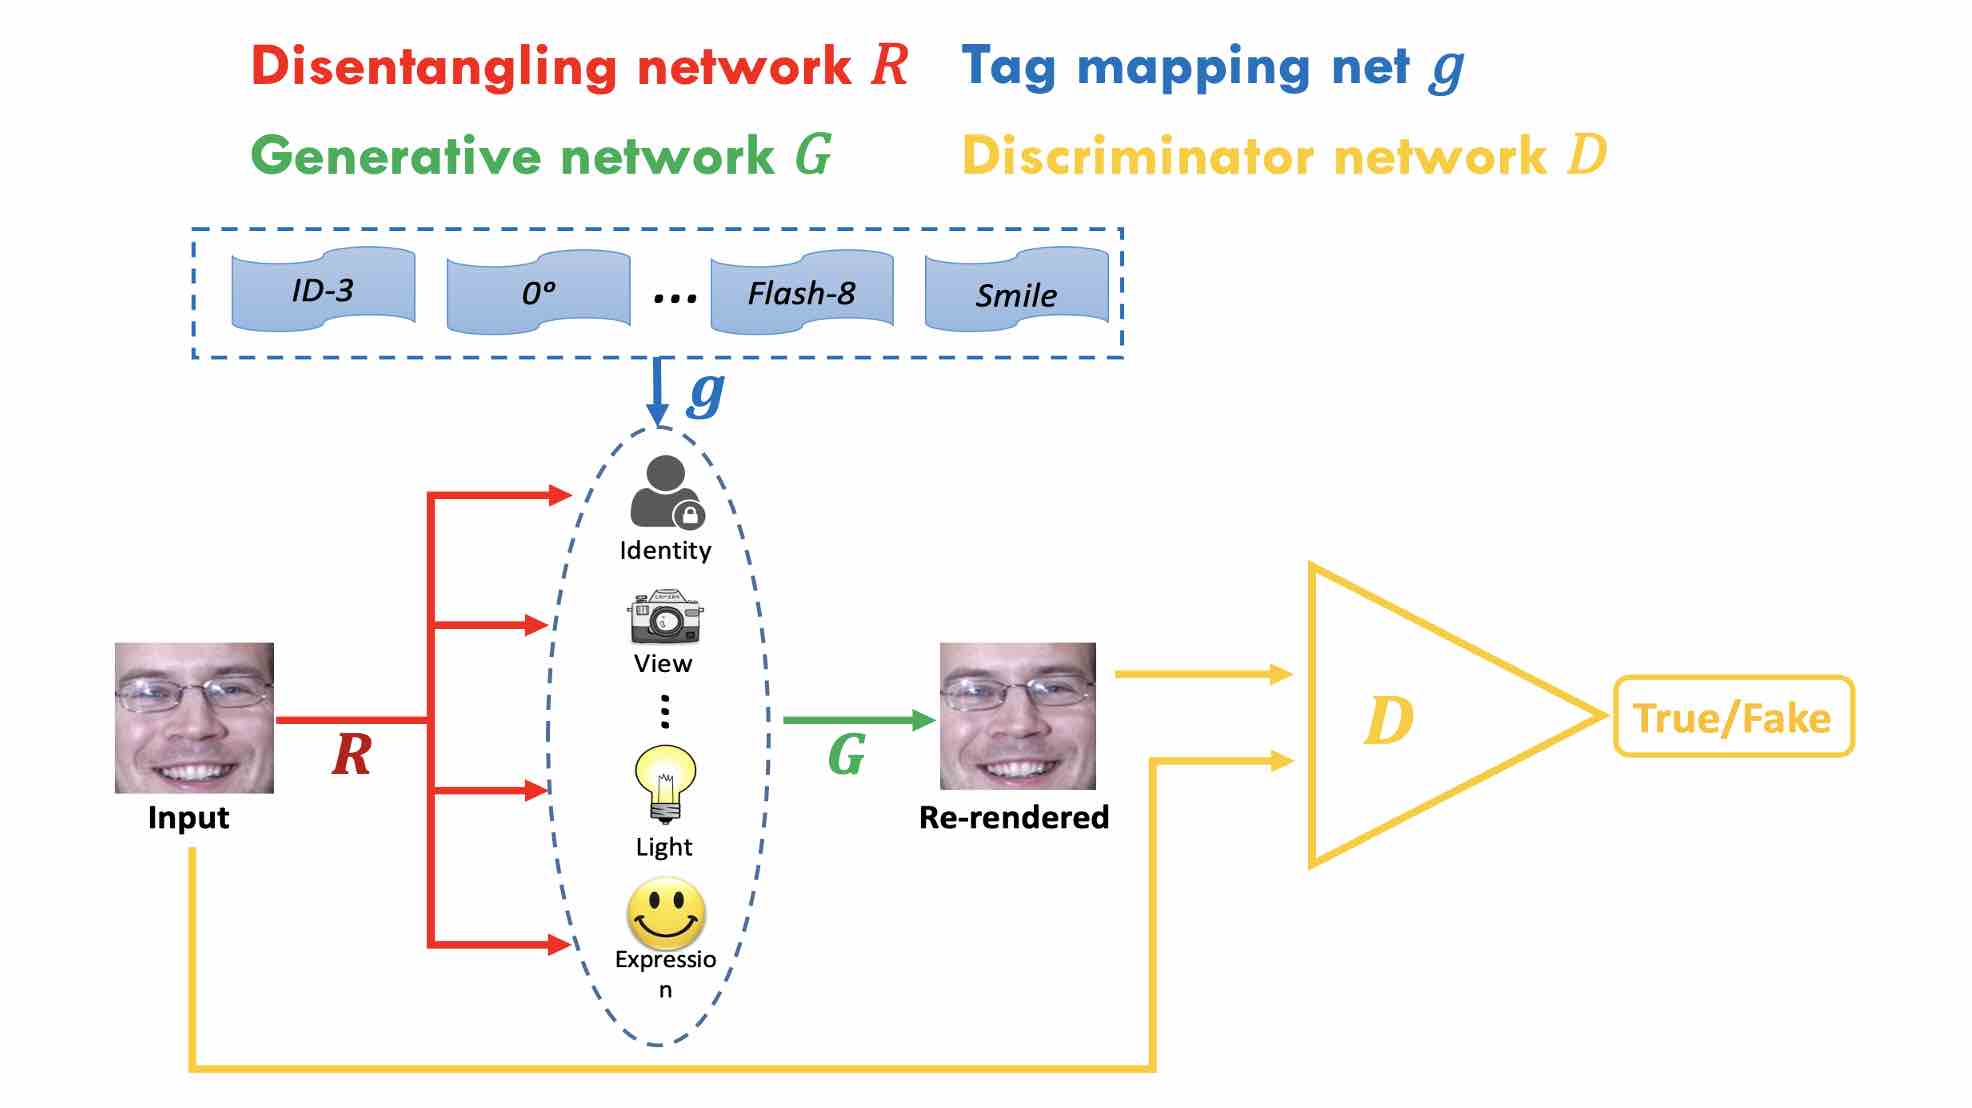 Disentangling network R
Tag mapping net g
Generative network G
Discriminator network D
ID-3
0°
...
Flash-8
Smile
g
Identity
CAMERA
View
Light
Expressio
n
R
Input
G
Re-rendered
D
True/Fake